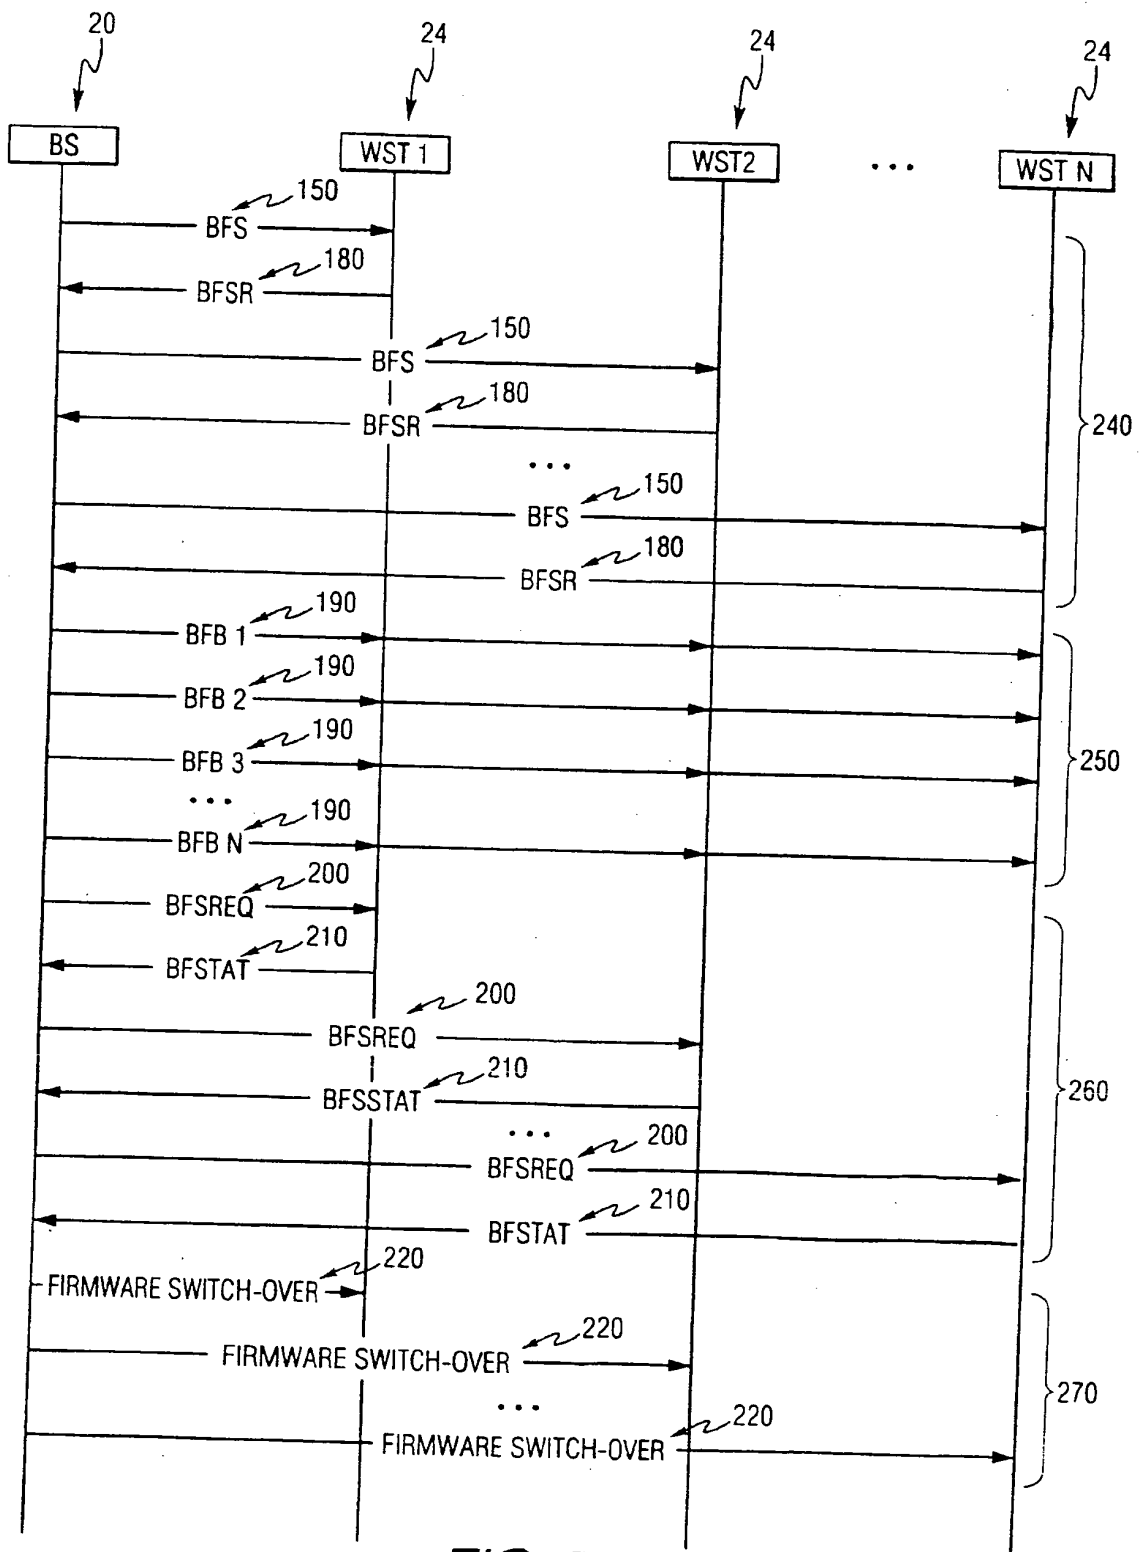 20
24
24
24
BS
WST 1
WST2
...
WST N
150
BFS
180
BFSR
150
BFS
180
BFSR
240
...
150
BFS
180
BFSR
190
BFB 1
190
BFB 2
190
BFB 3
250
...
190
BFB N
200
BFSREQ
210
BFSTAT
200
BFSREQ
210
BFSSTAT
260
...
200
BFSREQ
210
BFSTAT
220
FIRMWARE SWITCH-OVER
220
FIRMWARE SWITCH-OVER
270
...
220
FIRMWARE SWITCH-OVER